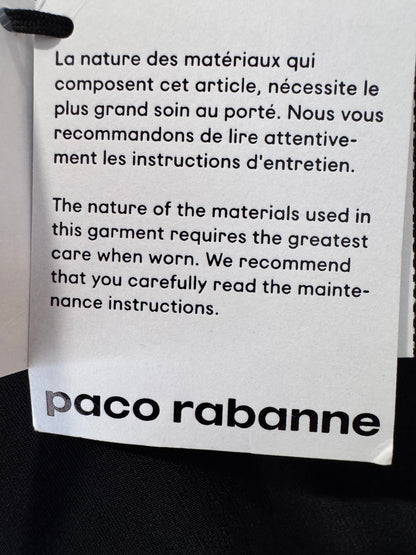 La nature des matériaux qui
composent cet article, nécessite le
plus grand soin au porté. Nous vous
recommandons de lire attentive-
ment les instructions d'entretien.
The nature of the materials used in
this garment requires the greatest
care when worn. We recommend
that you carefully read the mainte-
nance instructions.
paco rabanne